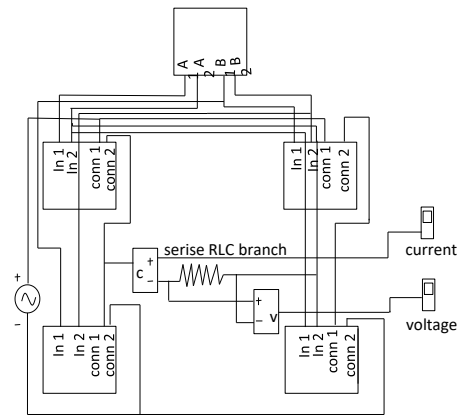 A 1
A 2
B 1
B 2
In 1
In 2
conn 1
conn 2
In 1
In 2
conn 1
conn 2
serise RLC branch
+
−
c
current
+
−
+
−
v
voltage
In 1
In 2
conn 1
conn 2
In 1
In 2
conn 1
conn 2